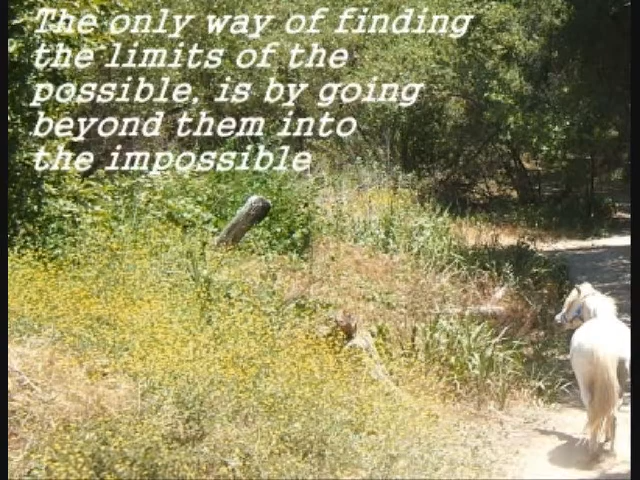 The only way of finding
the limits of the
possible, is by going
beyond them into
the impossible